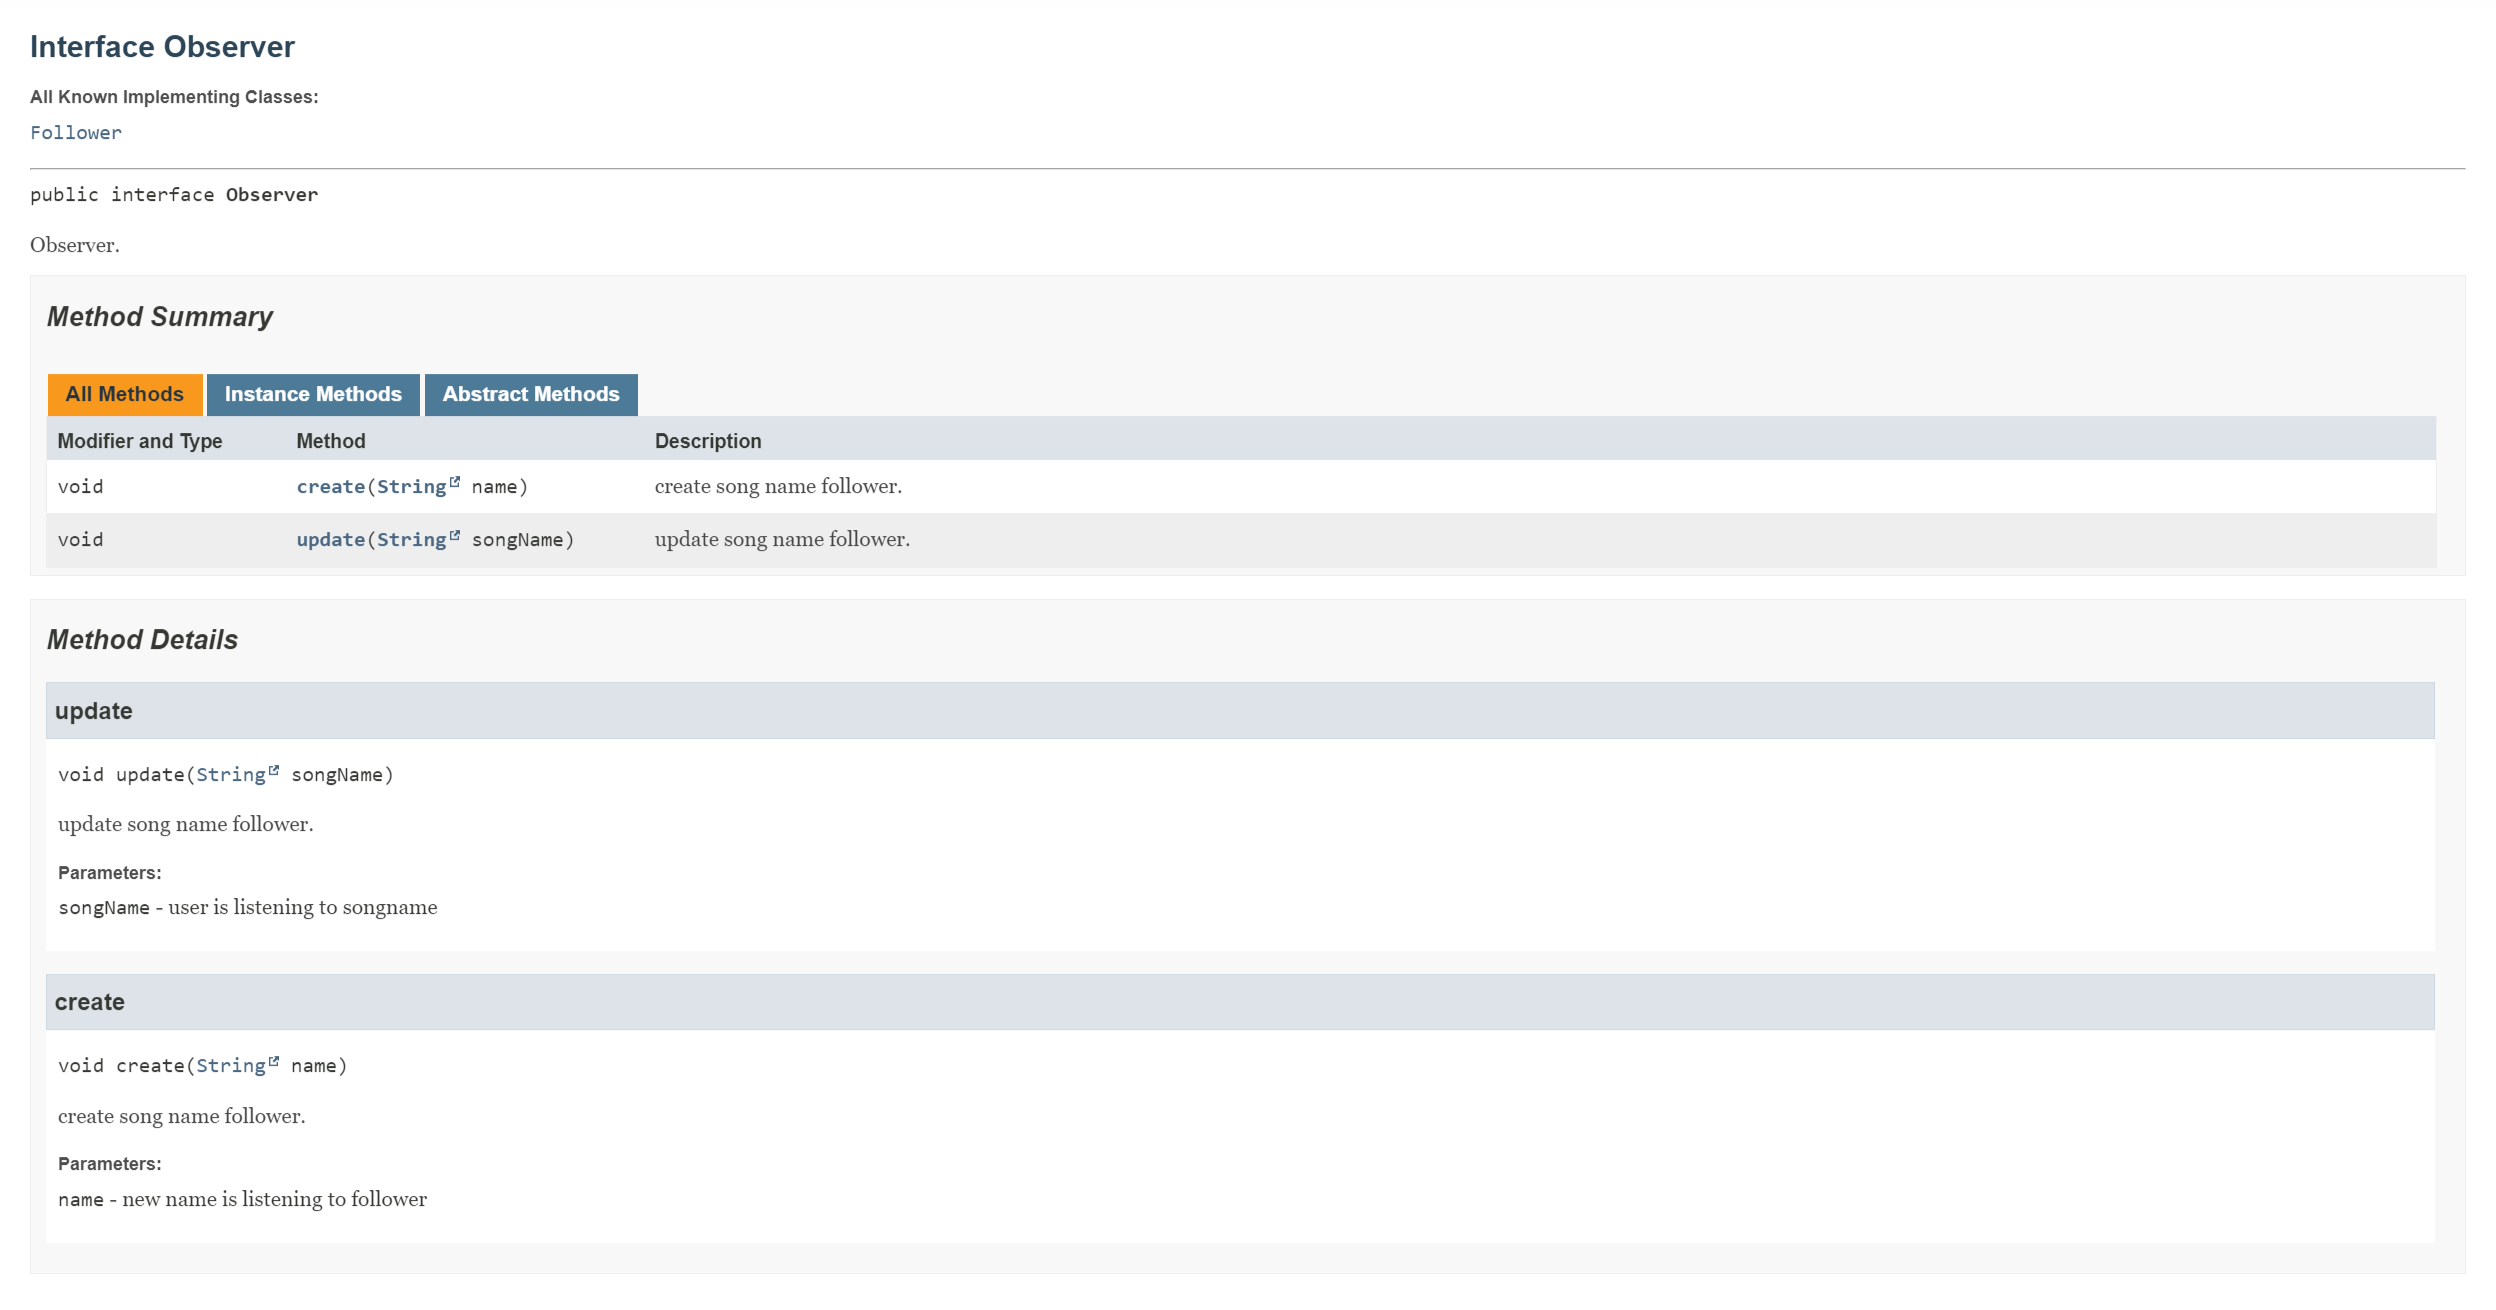 Interface Observer
All Known Implementing Classes:
Follower
public interface Observer
Observer.
Method Summary
All Methods Instance Methods Abstract Methods
Modifier and Type Method Description
void create(String name) create song name follower.
void update(String songName) update song name follower.
Method Details
update
void update(String songName)
update song name follower.
Parameters:
songName - user is listening to songname
create
void create(String name)
create song name follower.
Parameters:
name - new name is listening to follower